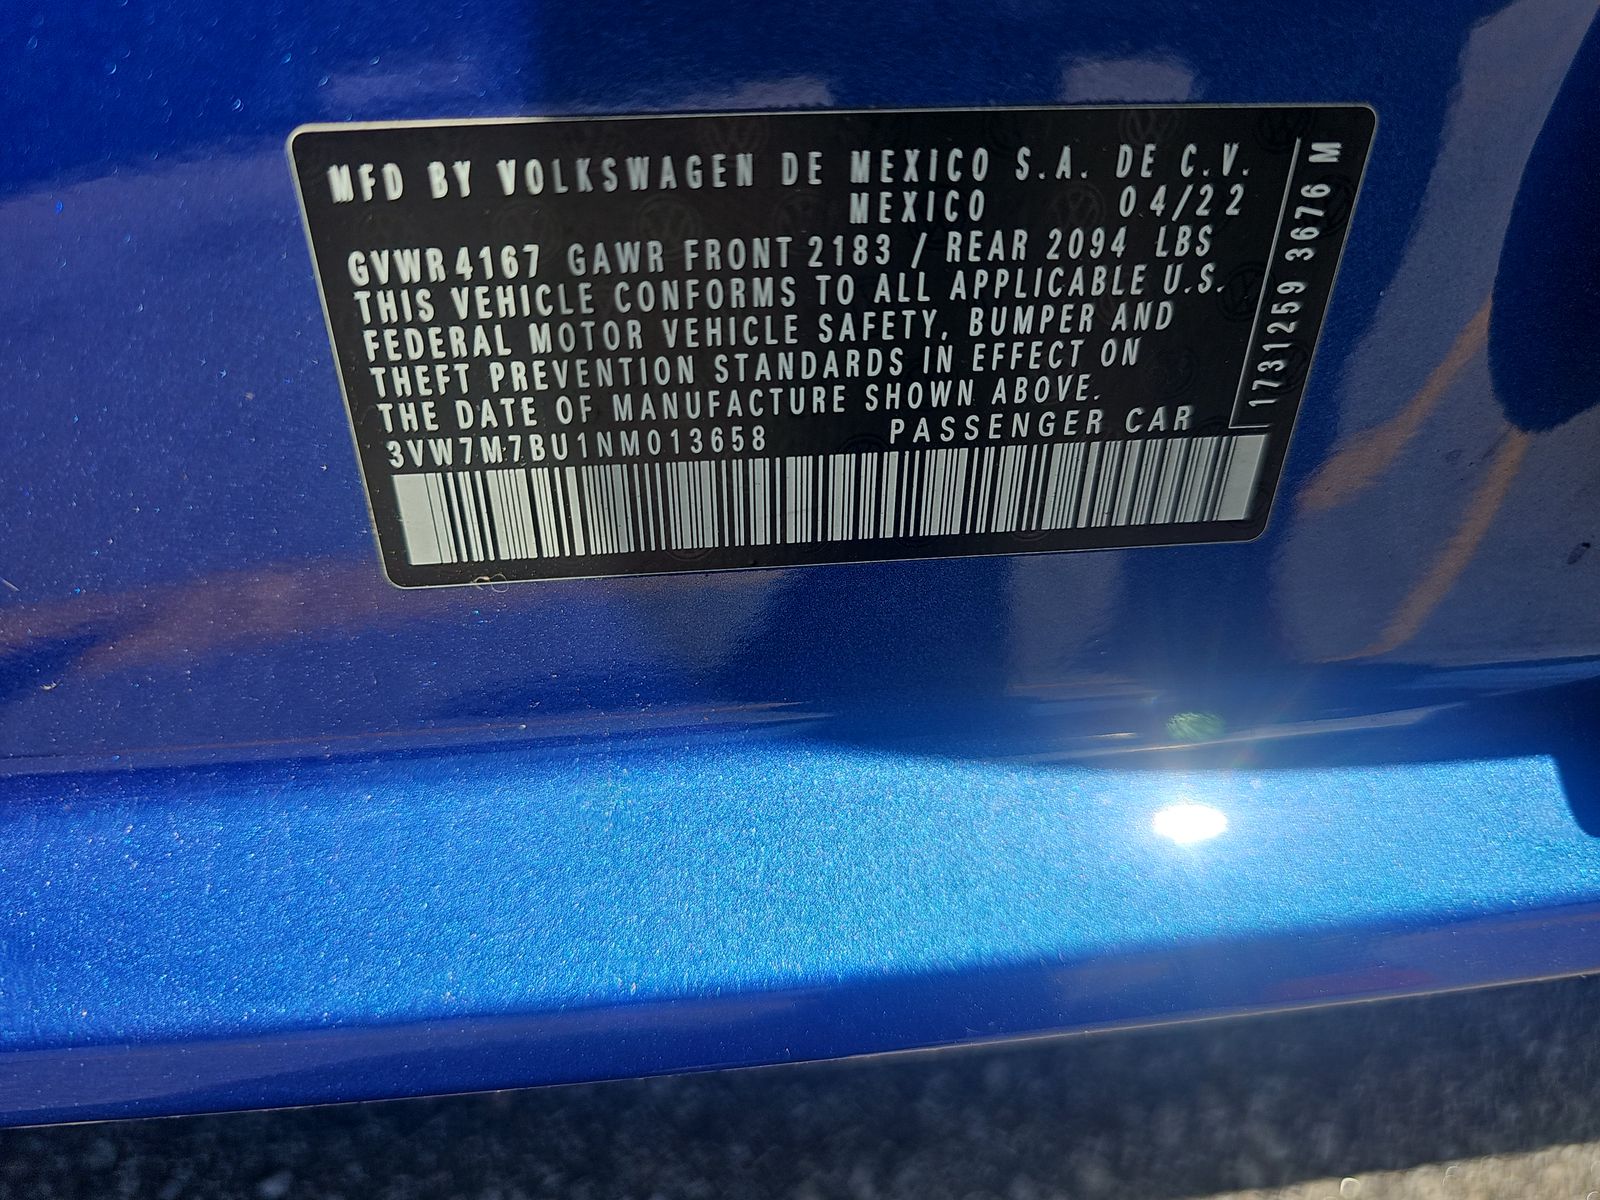 MFD BY VOLKSWAGEN DE MEXICO S.A. DE C.V.
MEXICO 04/22
GVWR 4167 GAWR FRONT 2183 / REAR 2094 LBS
THIS VEHICLE CONFORMS TO ALL APPLICABLE U.S.
FEDERAL MOTOR VEHICLE SAFETY, BUMPER AND
THEFT PREVENTION STANDARDS IN EFFECT ON
THE DATE OF MANUFACTURE SHOWN ABOVE.
3VW7M7BU1NM013658 PASSENGER CAR
1731259 3676 M